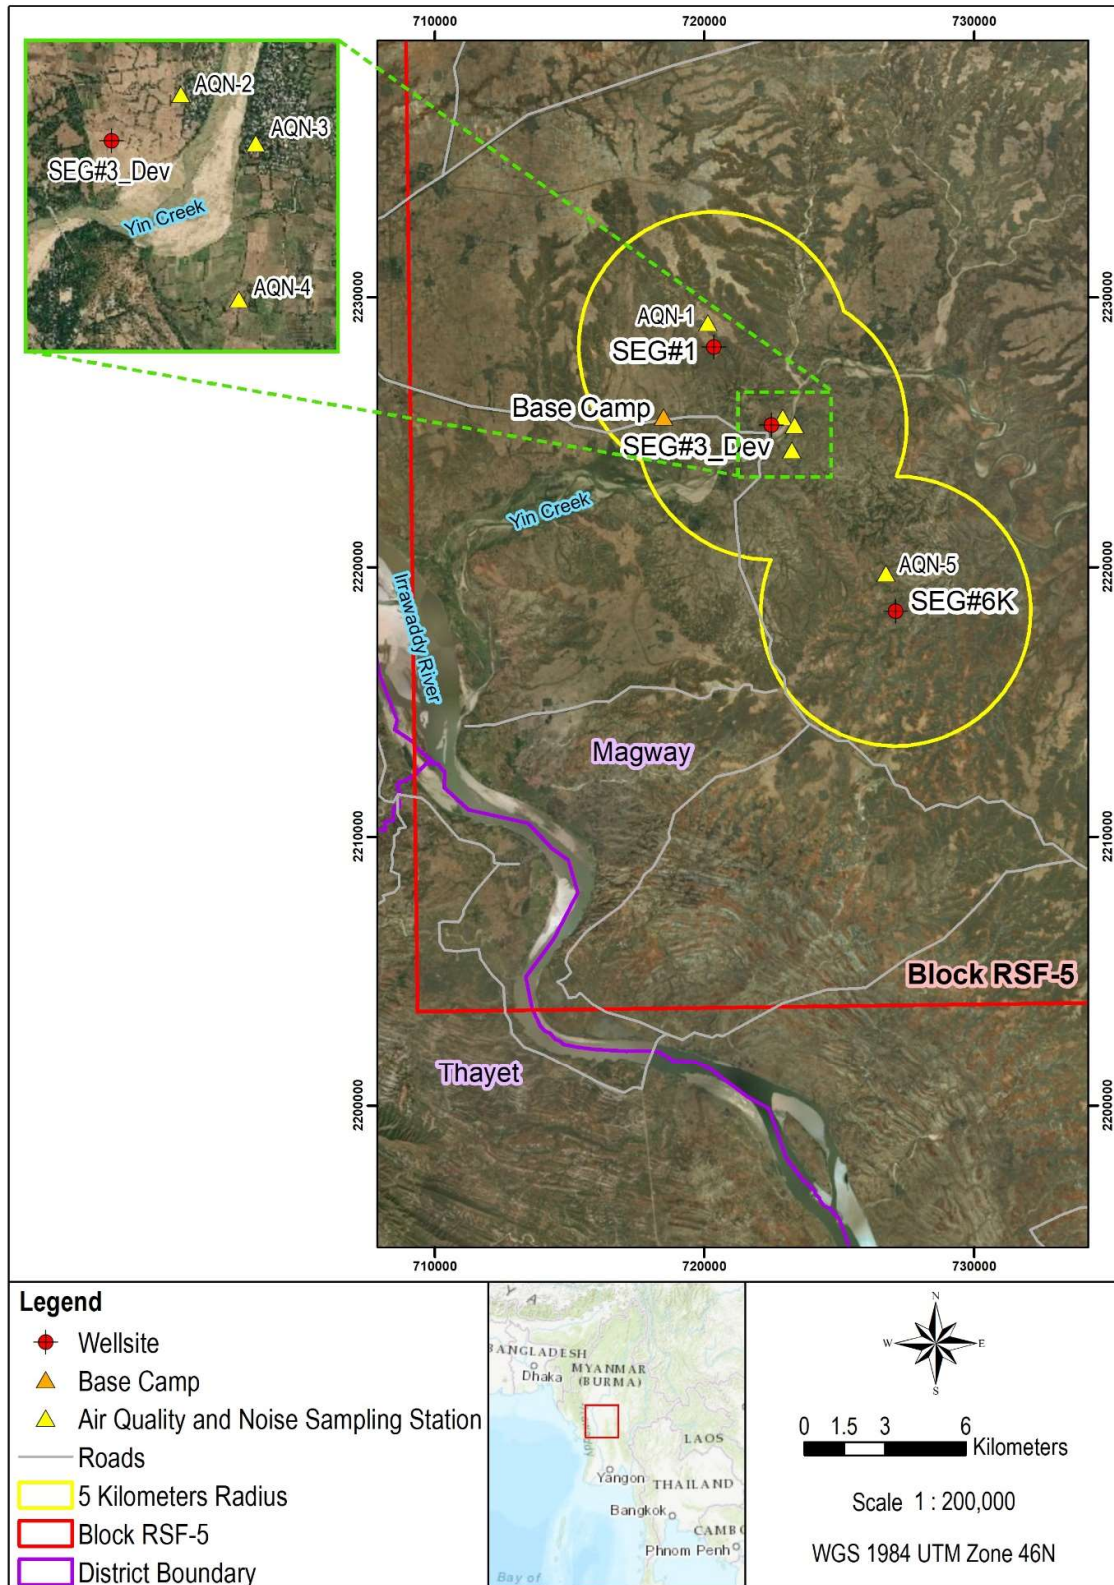 710000
720000
730000
AQN-2
AQN-3
SEG#3_Dev
Yin Creek
AQN-4
2230000
2230000
AQN-1
SEG#1
Base Camp
SEG#3_Dev
Yin Creek
2220000
2220000
AQN-5
SEG#6K
Irrawaddy River
Magway
2210000
2210000
Block RSF-5
Thayet
2200000
2200000
710000
720000
730000
Legend
Wellsite
Base Camp
Air Quality and Noise Sampling Station
Roads
5 Kilometers Radius
Block RSF-5
District Boundary
BANGLADESH
Dhaka
MYANMAR
(BURMA)
LAOS
Yangon
THAILAND
Bangkok
CAMBO
Phnom Penh
Bay of
N
W
E
S
0 1.5 3 6
Kilometers
Scale 1 : 200,000
WGS 1984 UTM Zone 46N